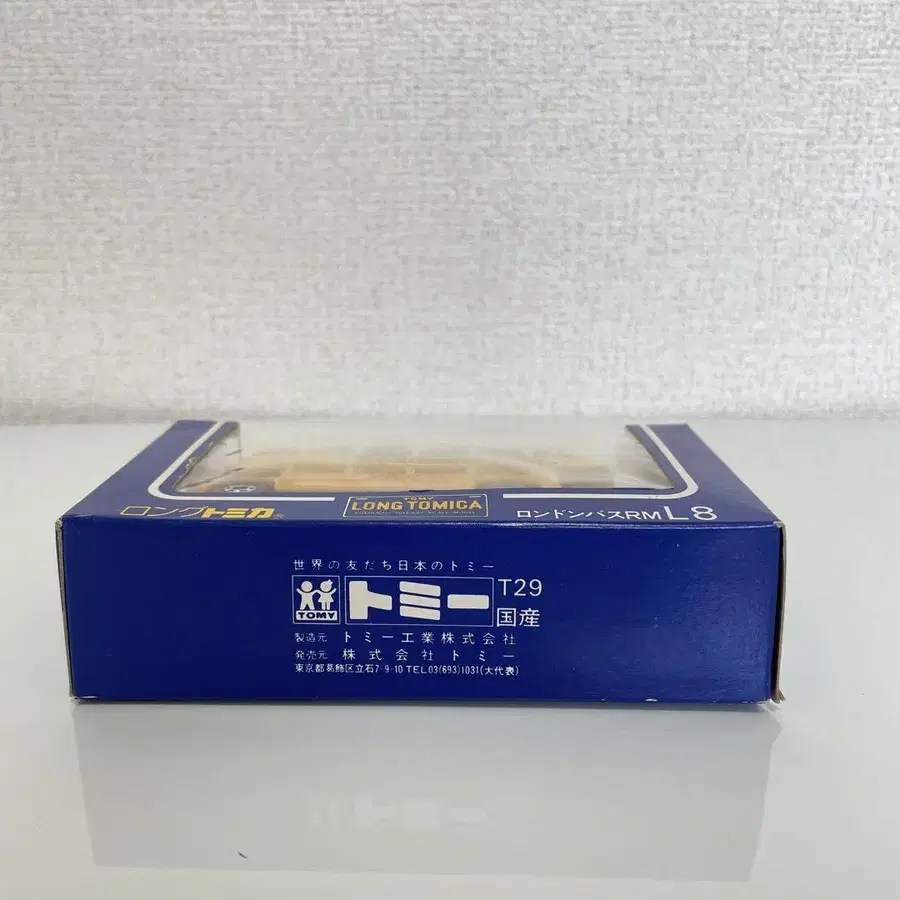 ロングトミカ®
TOMY
LONG TOMICA
ロンドンバスRM L8
世界の友だち日本のトミー
TOMY
トミー
T29
国産
製造元 トミー工業株式会社
発売元 株式会社トミー
東京都葛飾区立石7-9-10 TEL03(693)1031(大代表)